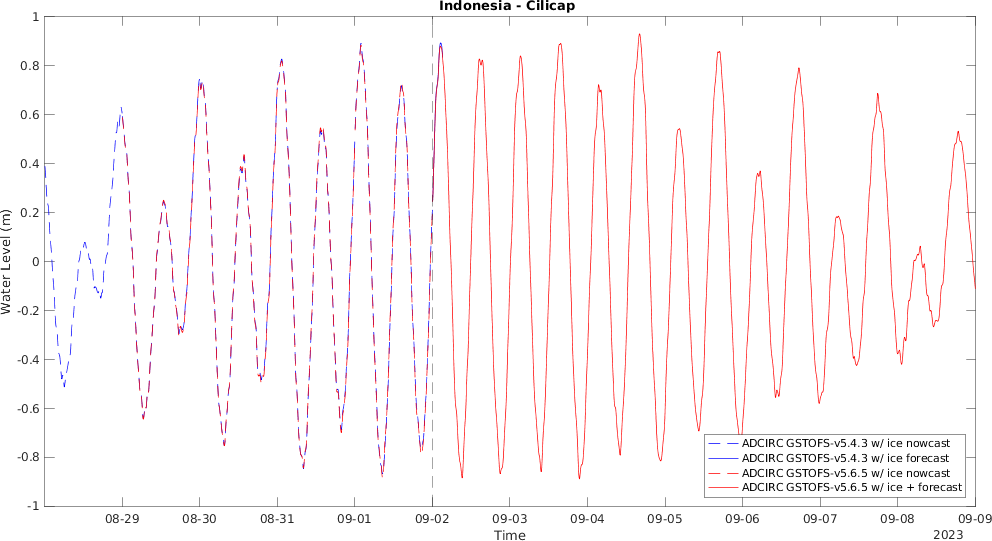 Indonesia - Cilicap
1
0.8
0.6
0.4
0.2
0
-0.2
-0.4
-0.6
-0.8
-1
Water Level (m)
ADCIRC GSTOFS-v5.4.3 w/ ice nowcast
ADCIRC GSTOFS-v5.4.3 w/ ice forecast
ADCIRC GSTOFS-v5.6.5 w/ ice nowcast
ADCIRC GSTOFS-v5.6.5 w/ ice + forecast
08-29 08-30 08-31 09-01 09-02 09-03 09-04 09-05 09-06 09-07 09-08 09-09
Time
2023